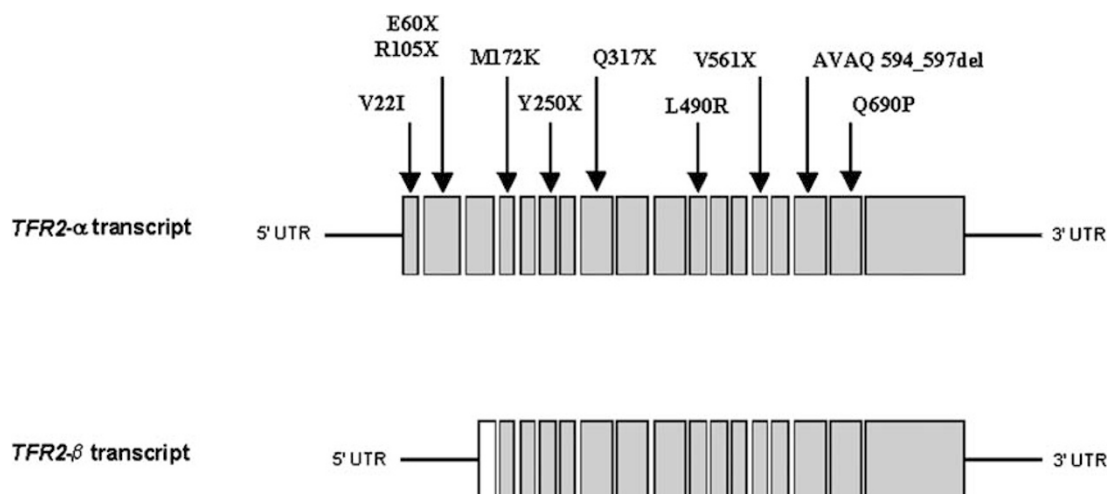 E60X
R105X
M172K
Q317X
V561X
AVAQ 594_597del
V22I
Y250X
L490R
Q690P
TFR2-α transcript
5' UTR
3' UTR
TFR2-β transcript
5' UTR
3' UTR